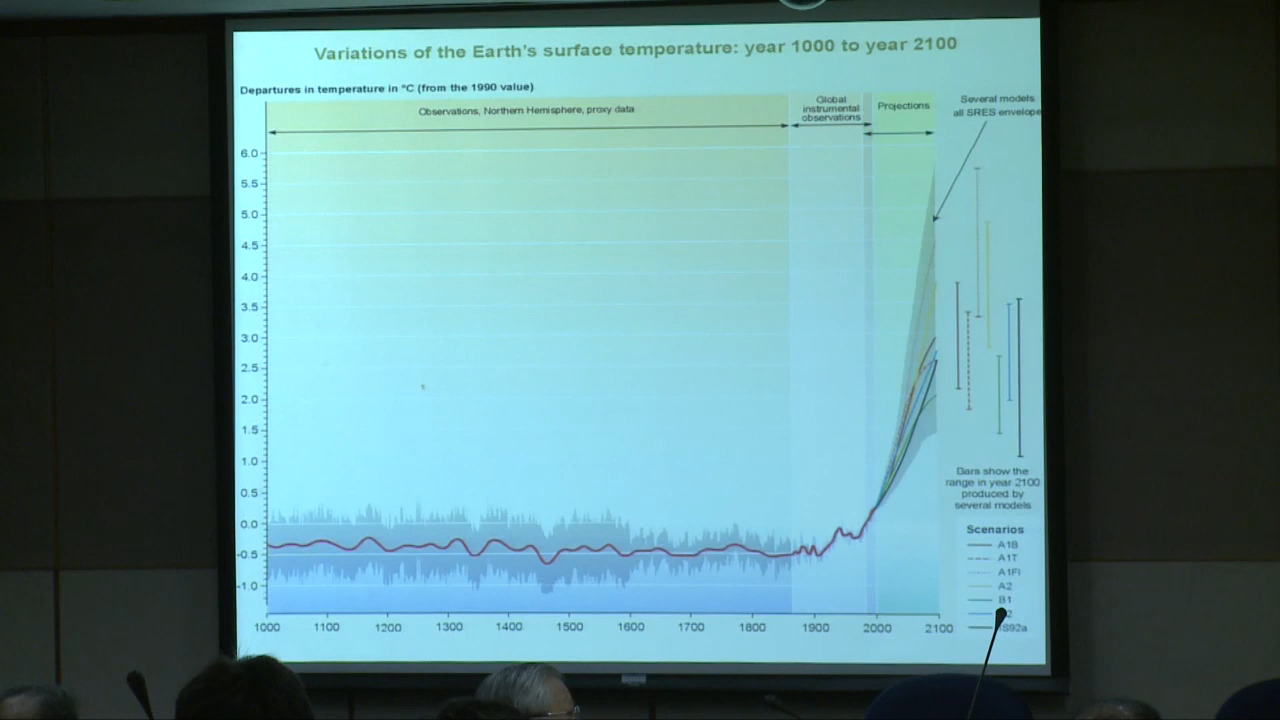 Variations of the Earth's surface temperature: year 1000 to year 2100
Departures in temperature in °C (from the 1990 value)
Observations, Northern Hemisphere, proxy data
Global
instrumental
observations
Projections
Several models
all SRES envelope
6.0
5.5
5.0
4.5
4.0
3.5
3.0
2.5
2.0
1.5
1.0
0.5
0.0
-0.5
-1.0
1000 1100 1200 1300 1400 1500 1600 1700 1800 1900 2000 2100
Bars show the
range in year 2100
produced by
several models
Scenarios
A1B
A1T
A1FI
A2
B1
2
S92a